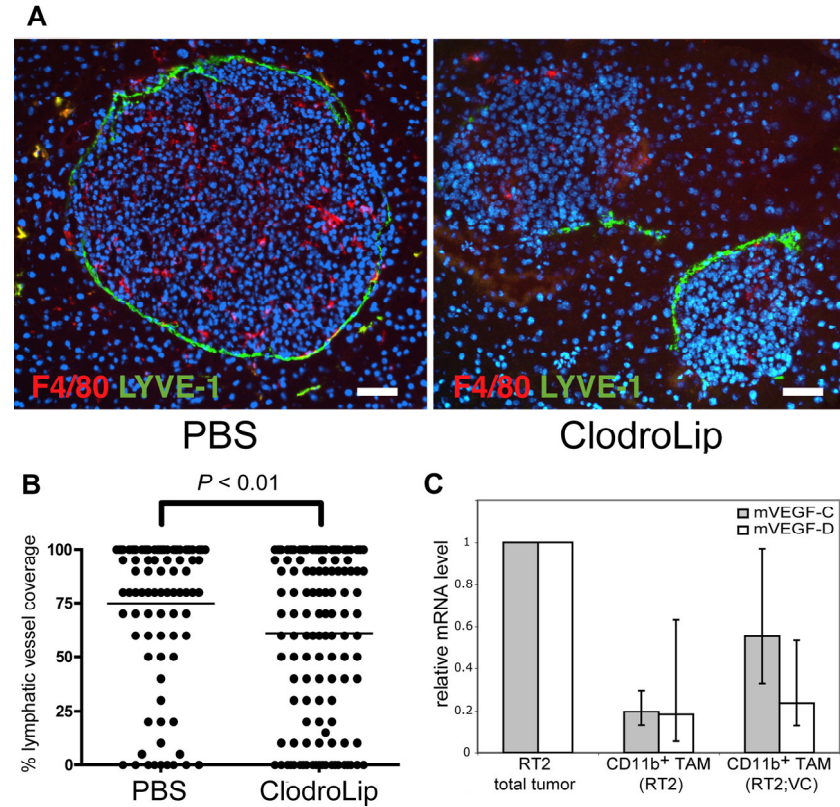 A
F4/80 LYVE-1
F4/80 LYVE-1
PBS
ClodroLip
B
P < 0.01
% lymphatic vessel coverage
100
75
50
25
0
PBS
ClodroLip
C
mVEGF-C
mVEGF-D
relative mRNA level
1
0.8
0.6
0.4
0.2
0
RT2
total tumor
CD11b⁺ TAM
(RT2)
CD11b⁺ TAM
(RT2;VC)